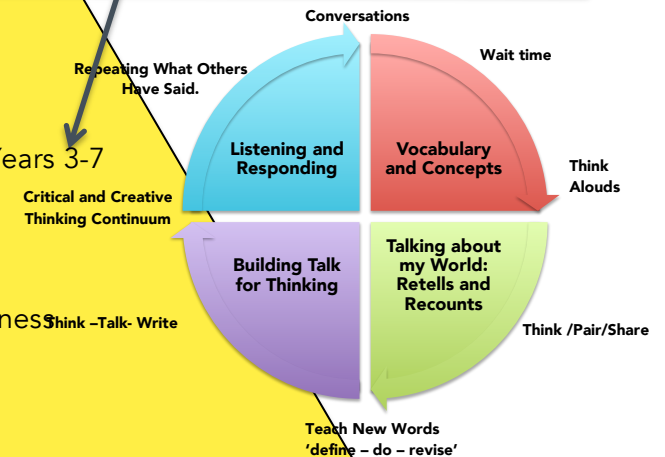 Conversations
Wait time
Repeating What Others
Have Said.
Listening and
Responding
Vocabulary
and Concepts
ears 3-7
Think
Alouds
Critical and Creative
Thinking Continuum
Building Talk
for Thinking
Talking about
my World:
Retells and
Recounts
ness
Think –Talk- Write
Think /Pair/Share
Teach New Words
‘define – do – revise’